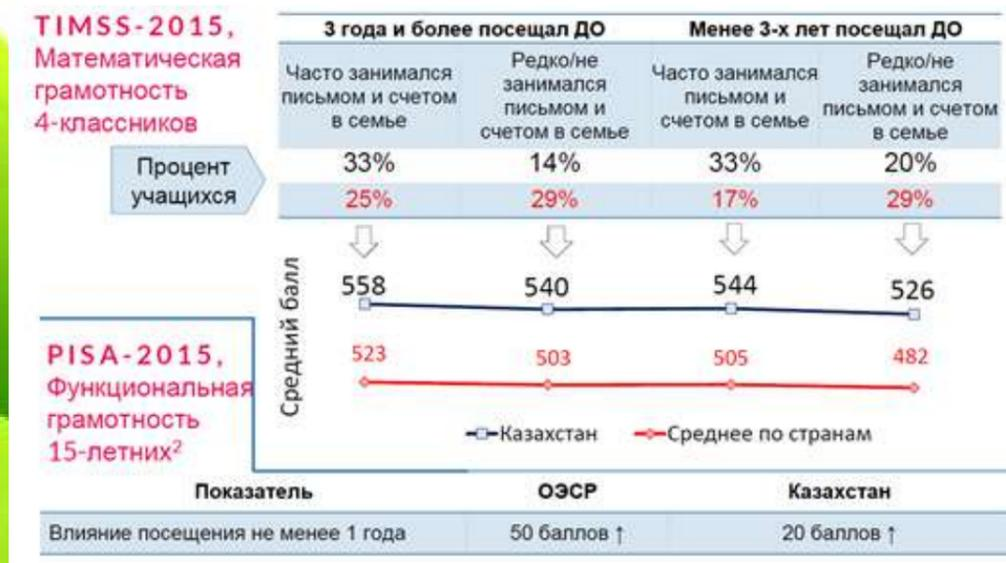 TIMSS-2015,
Математическая
грамотность
4-классников
3 года и более посещал ДО
Менее 3-х лет посещал ДО
Часто занимался
письмом и счетом
в семье
Редко/не
занимался
письмом и
счетом в семье
Часто занимался
письмом и
счетом в семье
Редко/не
занимался
письмом и счетом
в семье
Процент
учащихся
33% 14% 33% 20%
25% 29% 17% 29%
Средний балл
558 540 544 526
523 503 505 482
Казахстан Среднее по странам
PISA-2015,
Функциональная
грамотность
15-летних²
Показатель ОЭСР Казахстан
Влияние посещения не менее 1 года 50 баллов ↑ 20 баллов ↑